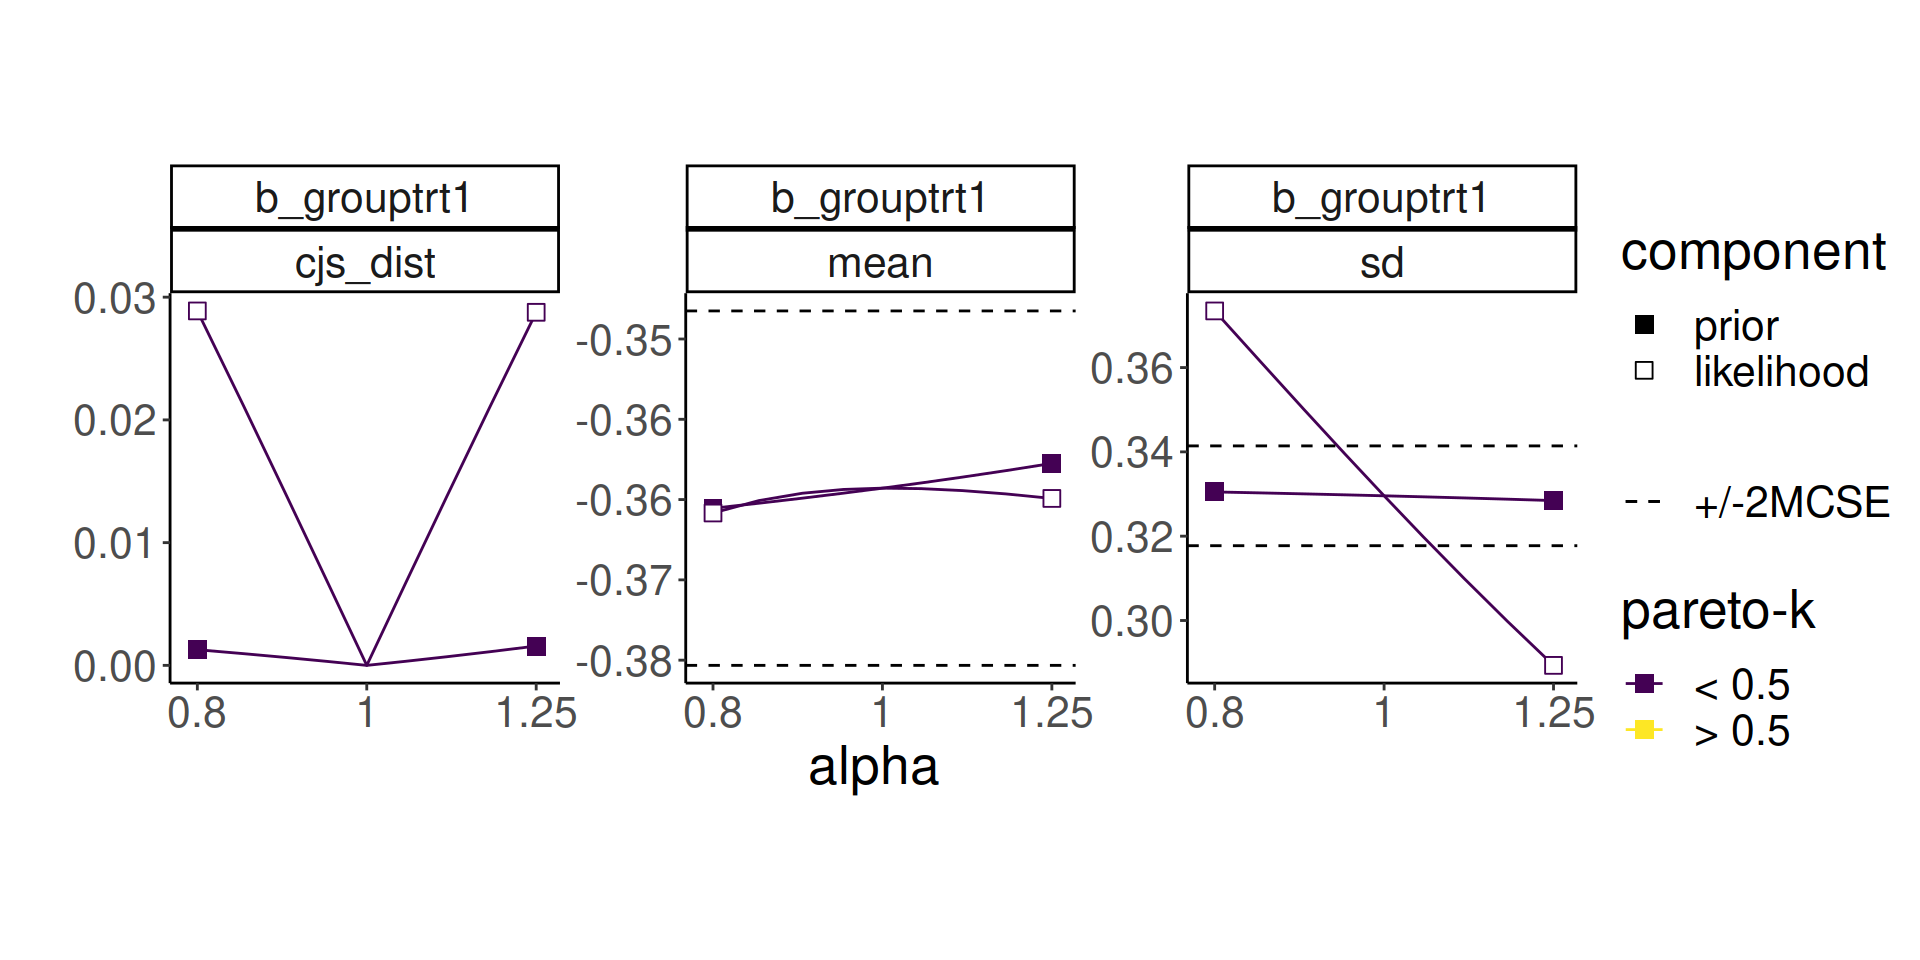 b_grouptrt1
cjs_dist
0.03
0.02
0.01
0.00
0.8
1
1.25
b_grouptrt1
mean
-0.35
-0.36
-0.36
-0.37
-0.38
0.8
1
1.25
alpha
b_grouptrt1
sd
0.36
0.34
0.32
0.30
0.8
1
1.25
component
prior
likelihood
+/-2MCSE
pareto-k
< 0.5
> 0.5